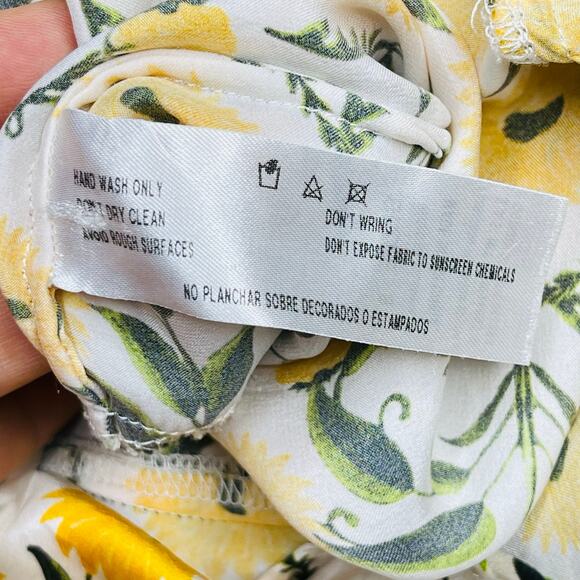 HAND WASH ONLY
DON'T DRY CLEAN
AVOID ROUGH SURFACES
DON'T WRING
DON'T EXPOSE FABRIC TO SUNSCREEN CHEMICALS
NO PLANCHAR SOBRE DECORADOS O ESTAMPADOS